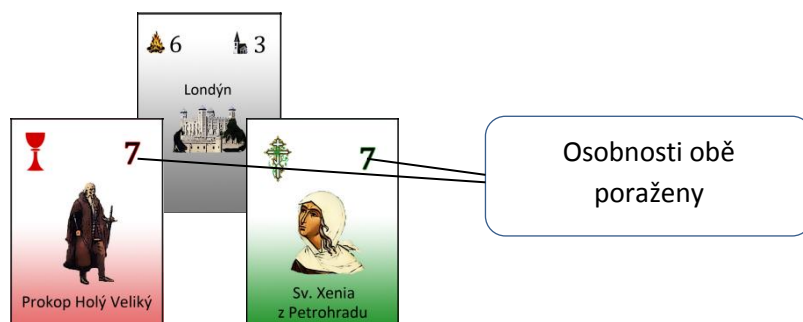 6 3
Londýn
7
Prokop Holý Veliký
7
Sv. Xenia
z Petrohradu
Osobnosti obě
poraženy